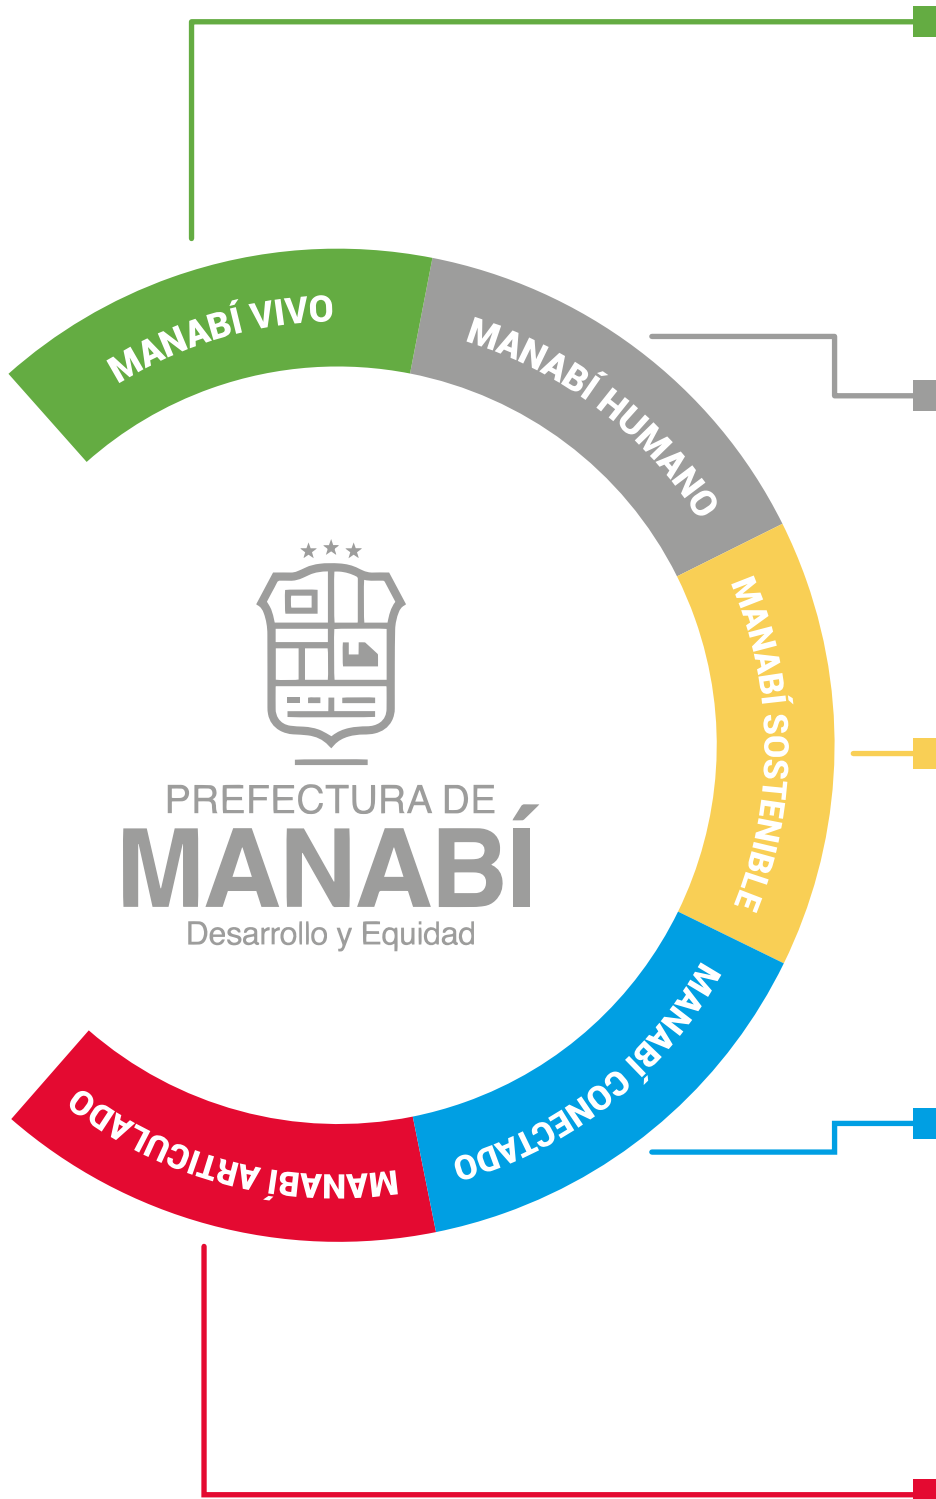 MANABÍ VIVO
MANABÍ HUMANO
MANABÍ SOSTENIBLE
MANABÍ CONECTADO
MANABÍ ARTICULADO
PREFECTURA DE
MANABÍ
Desarrollo y Equidad